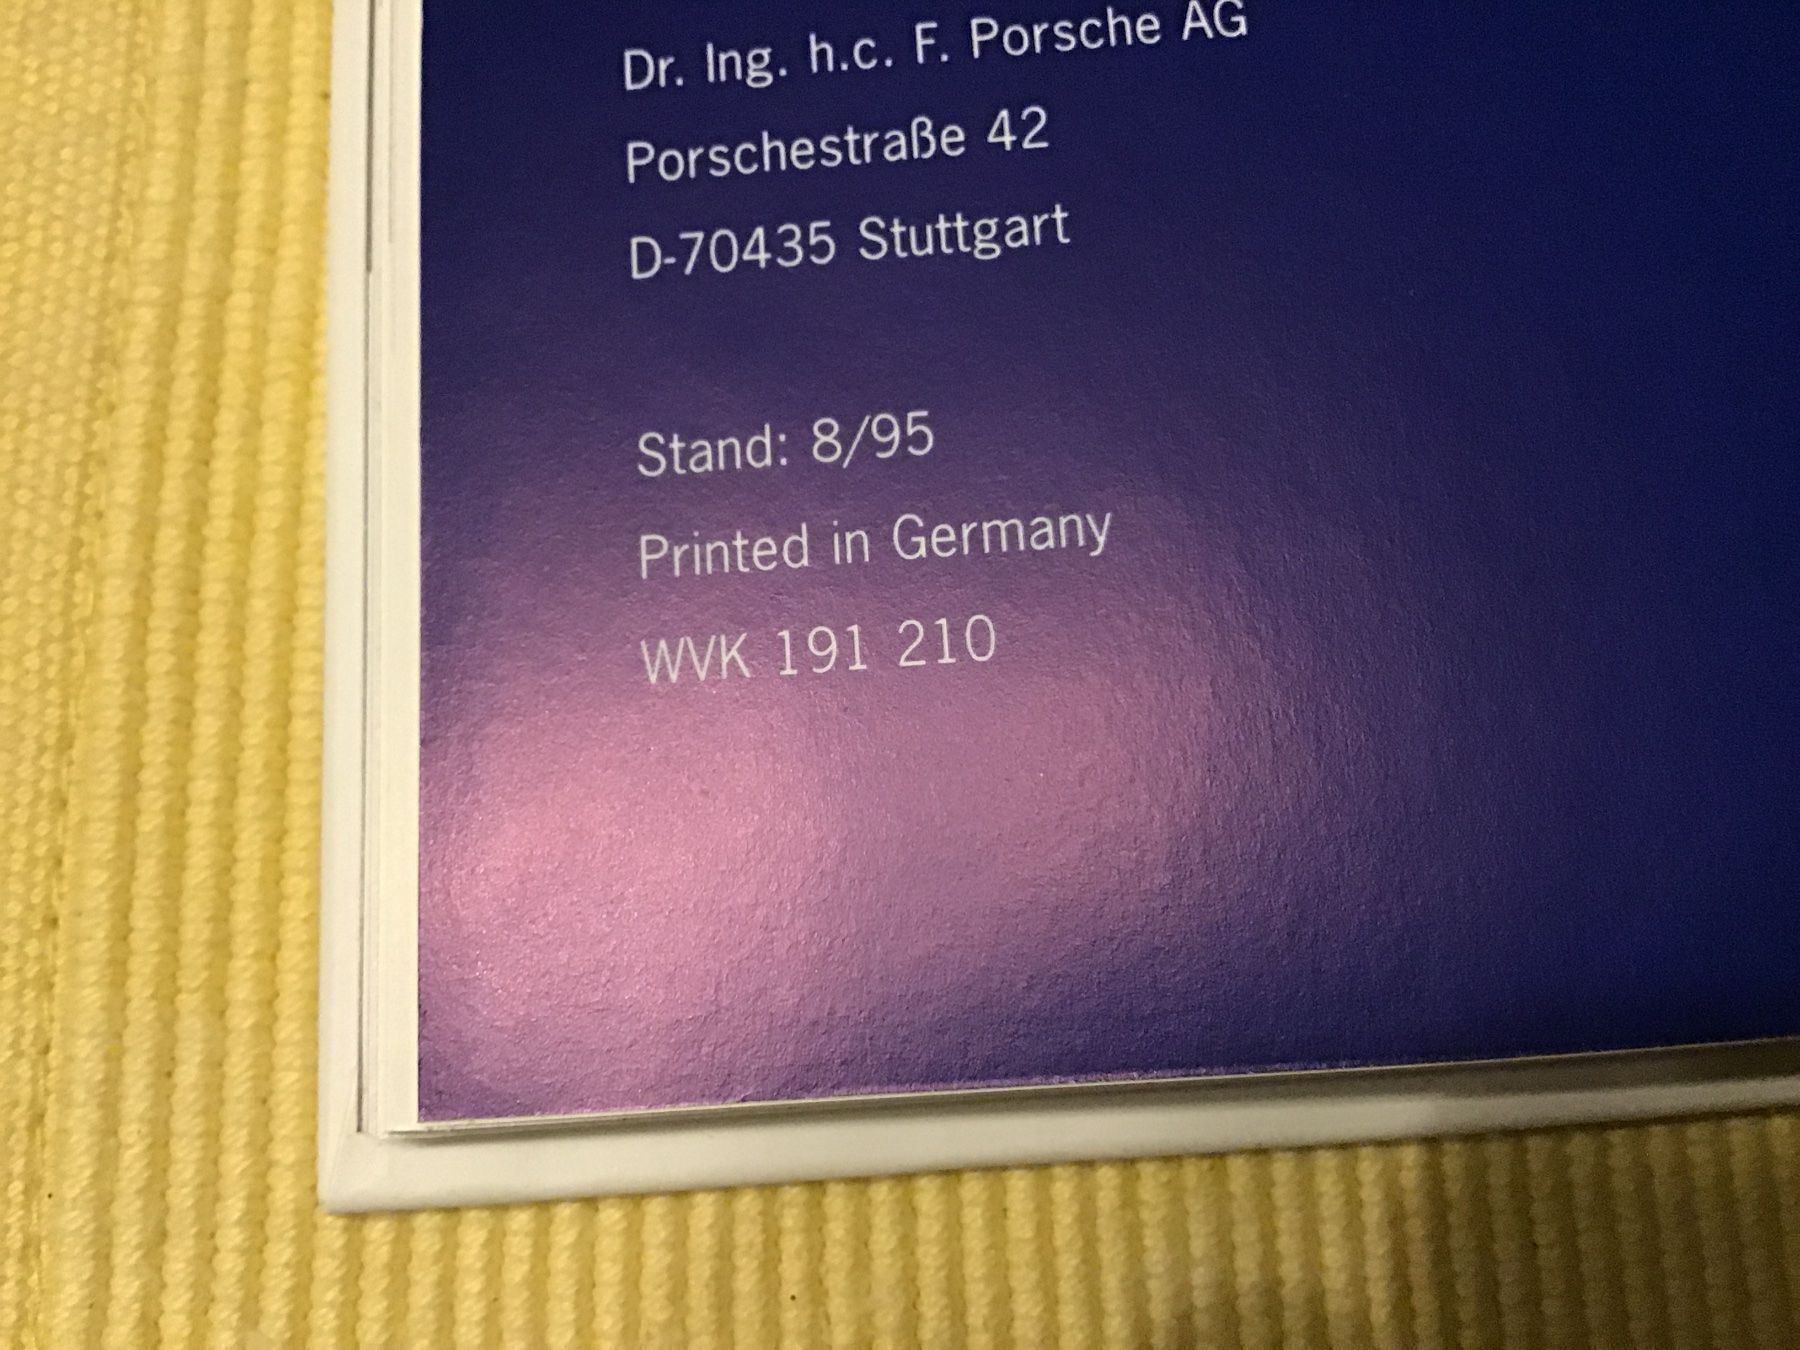 Dr. Ing. h.c. F. Porsche AG
Porschestraße 42
D-70435 Stuttgart
Stand: 8/95
Printed in Germany
WVK 191 210